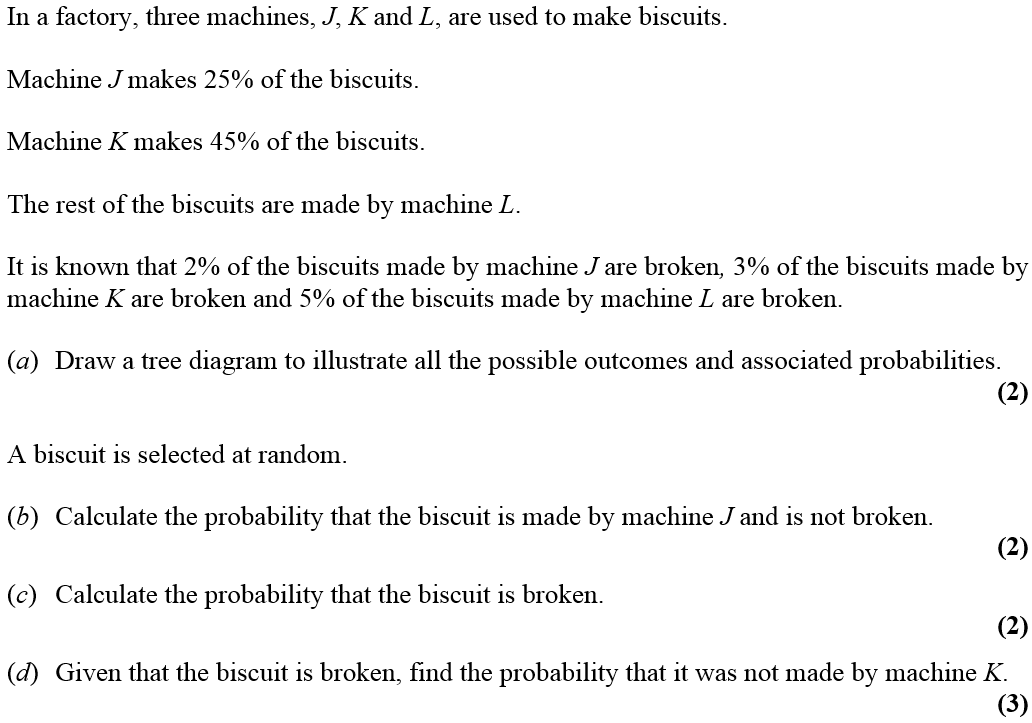 In a factory, three machines, J, K and L, are used to make biscuits.
Machine J makes 25% of the biscuits.
Machine K makes 45% of the biscuits.
The rest of the biscuits are made by machine L.
It is known that 2% of the biscuits made by machine J are broken, 3% of the biscuits made by
machine K are broken and 5% of the biscuits made by machine L are broken.
(a) Draw a tree diagram to illustrate all the possible outcomes and associated probabilities.
(2)
A biscuit is selected at random.
(b) Calculate the probability that the biscuit is made by machine J and is not broken.
(2)
(c) Calculate the probability that the biscuit is broken.
(2)
(d) Given that the biscuit is broken, find the probability that it was not made by machine K.
(3)